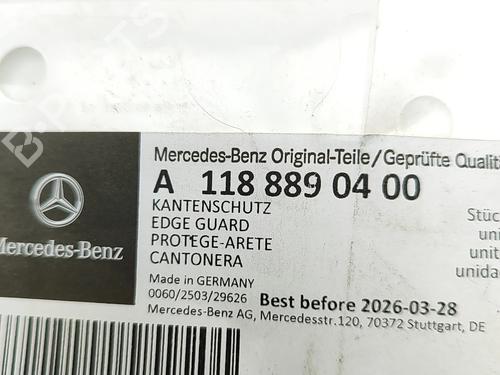 Mercedes-Benz Original-Teile/Geprüfte Qualit
A 118 889 04 00
KANTENSCHUTZ
EDGE GUARD
PROTEGE-ARETE
CANTONERA
Stüc
uni
unit
unida
Mercedes-Benz
Made in GERMANY
0060/2503/29626 Best before 2026-03-28
Mercedes-Benz AG, Mercedesstr.120, 70372 Stuttgart, DE